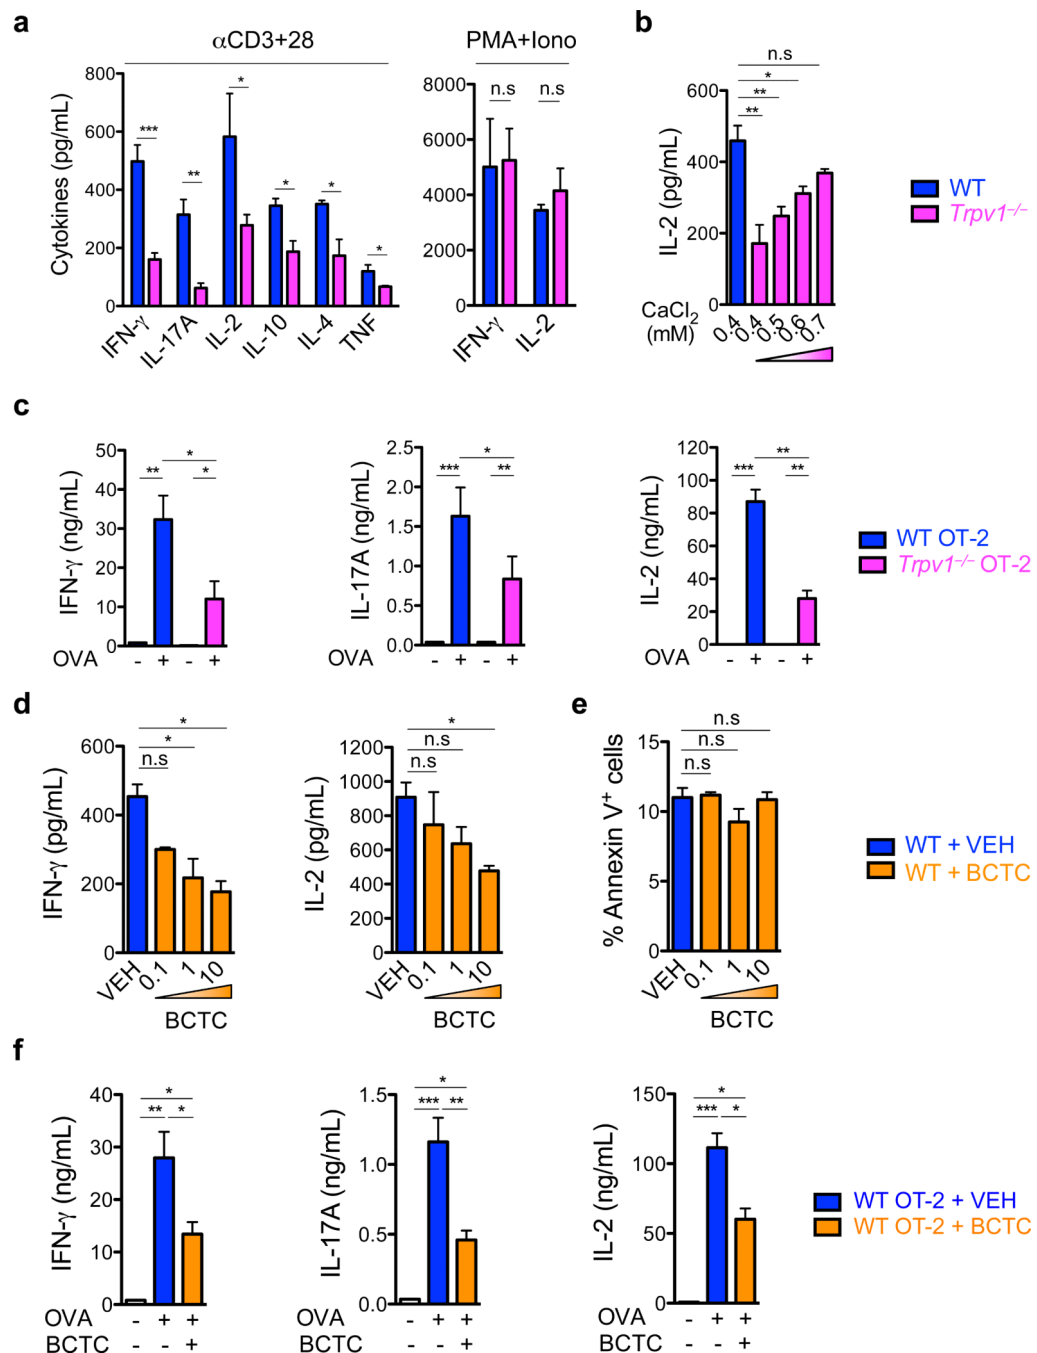 a
αCD3+28
PMA+Iono
Cytokines (pg/mL)
800
600
400
200
0
***
**
*
*
*
*
IFN-γ
IL-17A
IL-2
IL-10
IL-4
TNF
8000
6000
4000
2000
0
n.s
n.s
IFN-γ
IL-2
b
n.s
*
**
**
IL-2 (pg/mL)
600
400
200
0
CaCl2
(mM)
0.4
0.4
0.5
0.6
0.7
WT
Trpv1–/–
c
IFN-γ (ng/mL)
50
40
30
20
10
0
*
**
*
OVA
-
+
-
+
IL-17A (ng/mL)
2.5
2.0
1.5
1.0
0.5
0.0
*
***
**
-
+
-
+
IL-2 (ng/mL)
120
100
80
60
40
20
0
**
***
**
OVA
-
+
-
+
WT OT-2
Trpv1–/– OT-2
d
IFN-γ (pg/mL)
600
400
200
0
*
*
n.s
VEH
0.1
1
10
BCTC
IL-2 (pg/mL)
1200
1000
800
600
400
200
0
*
n.s
n.s
VEH
0.1
1
10
BCTC
e
% Annexin V+ cells
15
10
5
0
n.s
n.s
n.s
VEH
0.1
1
10
BCTC
WT + VEH
WT + BCTC
f
IFN-γ (ng/mL)
40
30
20
10
0
*
**
*
OVA
-
+
+
BCTC
-
-
+
IL-17A (ng/mL)
1.5
1.0
0.5
0.0
*
***
**
OVA
-
+
+
BCTC
-
-
+
IL-2 (ng/mL)
150
100
50
0
*
***
*
OVA
-
+
+
BCTC
-
-
+
WT OT-2 + VEH
WT OT-2 + BCTC